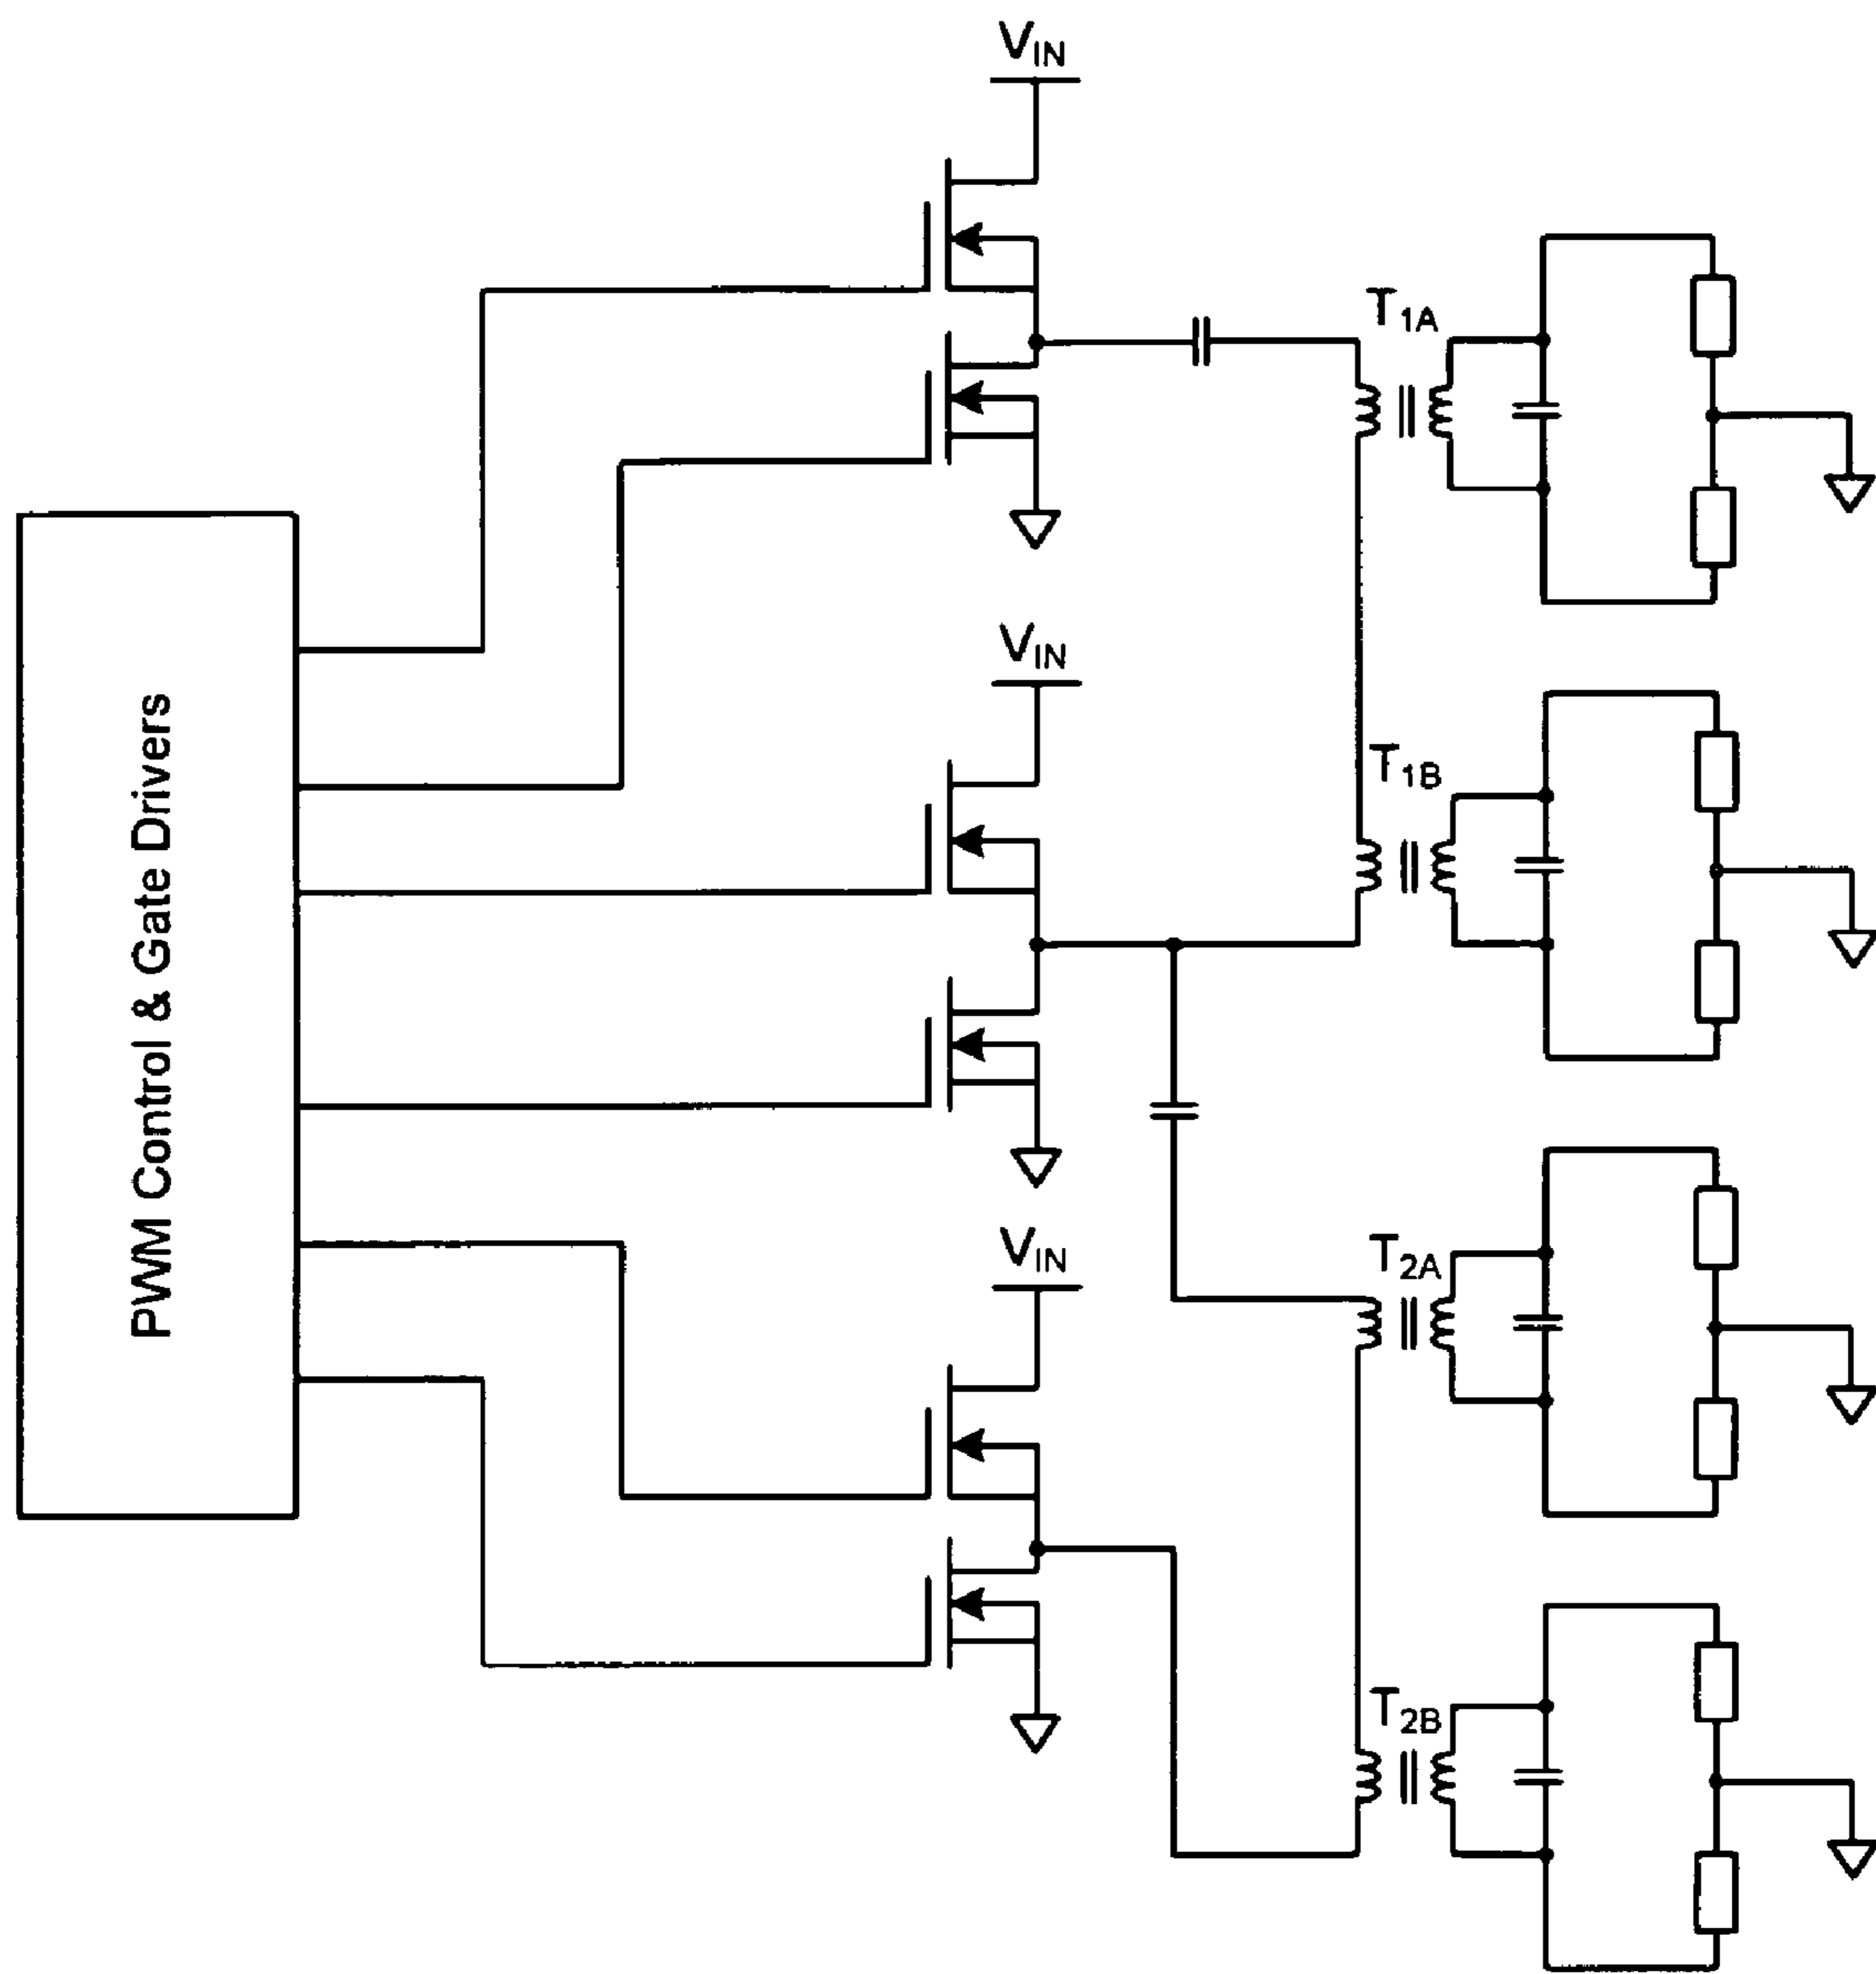 V_IN
T_1A
V_IN
T_1B
PWM Control & Gate Drivers
V_IN
T_2A
T_2B